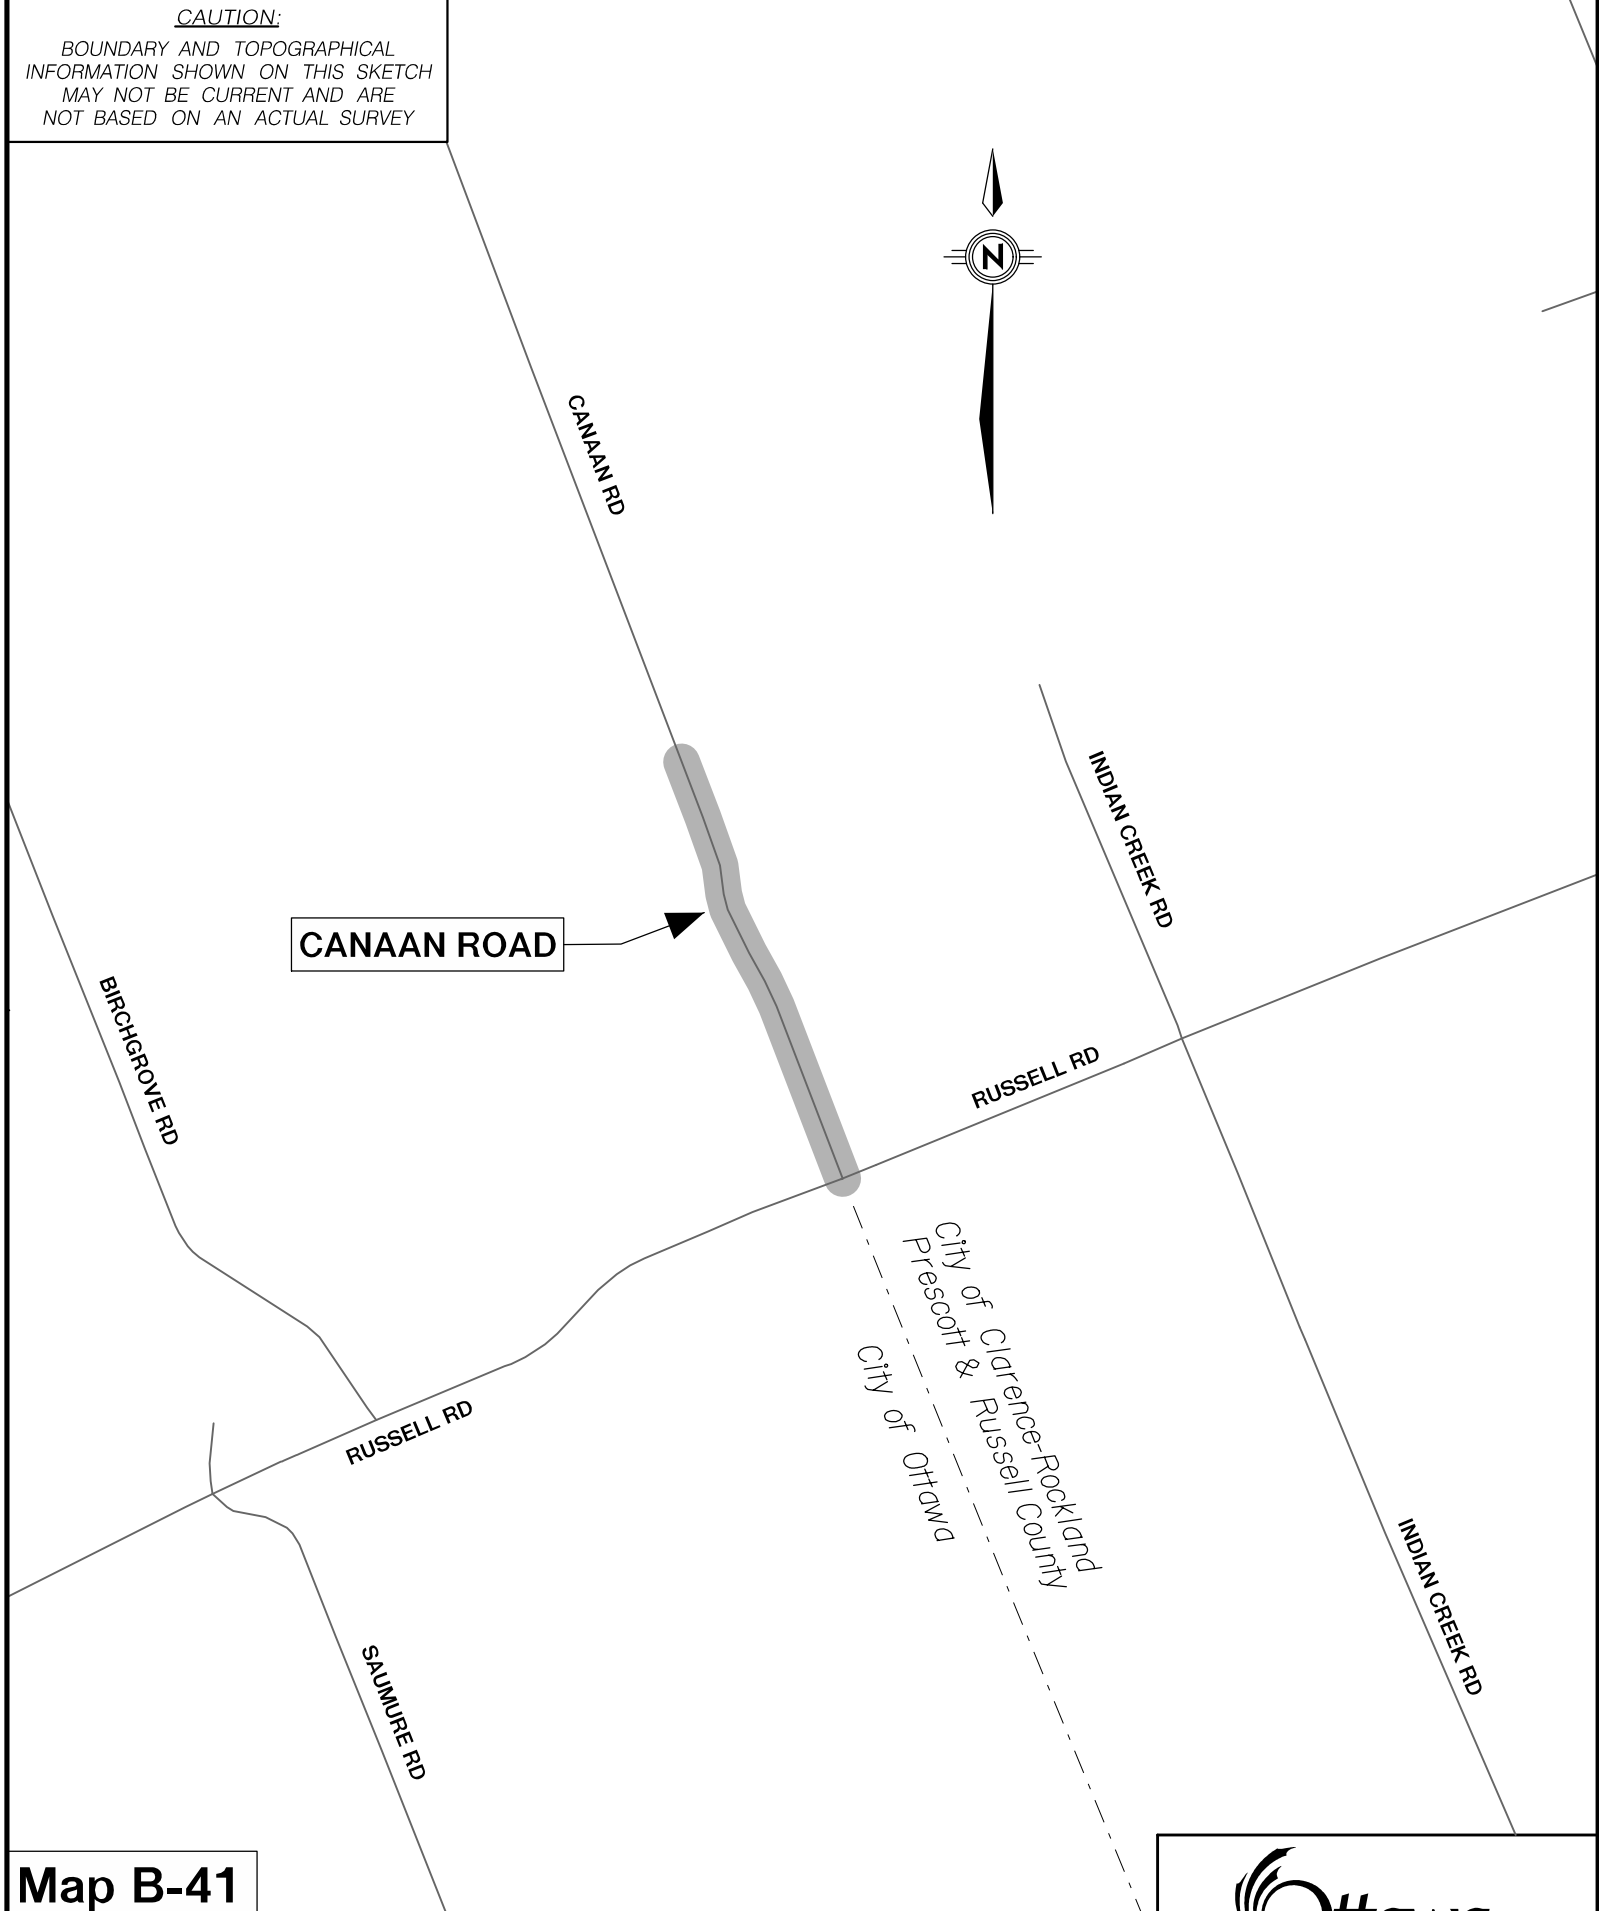 CAUTION:
BOUNDARY AND TOPOGRAPHICAL
INFORMATION SHOWN ON THIS SKETCH
MAY NOT BE CURRENT AND ARE
NOT BASED ON AN ACTUAL SURVEY
N
CANAAN RD
INDIAN CREEK RD
CANAAN ROAD
BIRCHGROVE RD
RUSSELL RD
City of Clarence-Rockland
Prescott & Russell County
City of Ottawa
RUSSELL RD
INDIAN CREEK RD
SAUMURE RD
Map B-41
Ottawa